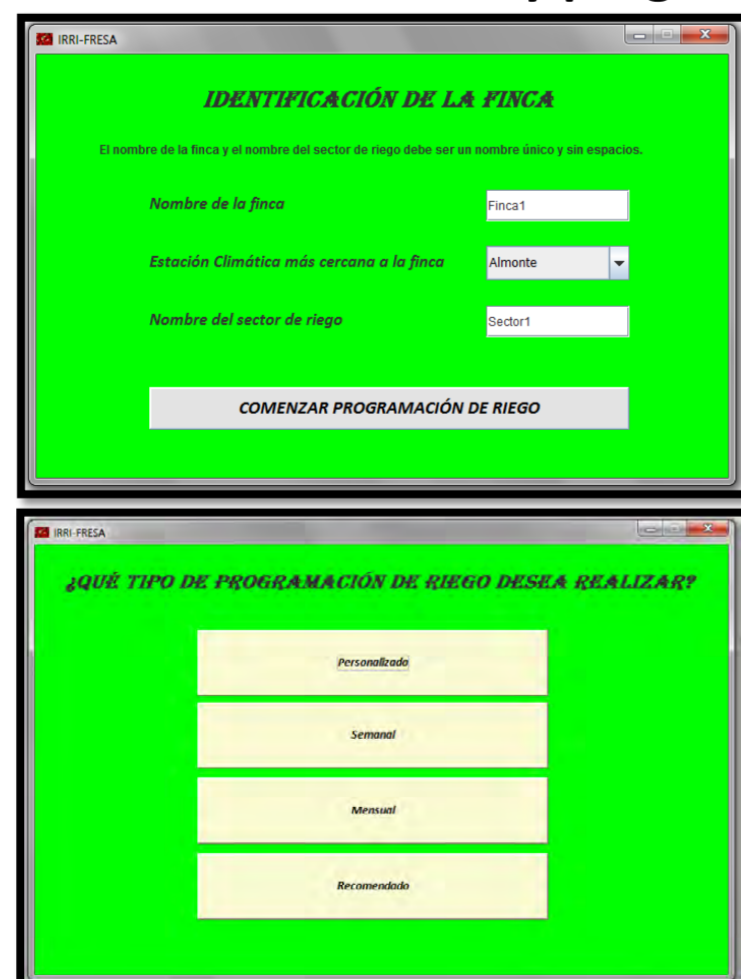 IRRI-FRESA
IDENTIFICACIÓN DE LA FINCA
El nombre de la finca y el nombre del sector de riego debe ser un nombre único y sin espacios.
Nombre de la finca
Finca1
Estación Climática más cercana a la finca
Almonte
Nombre del sector de riego
Sector1
COMENZAR PROGRAMACIÓN DE RIEGO
IRRI-FRESA
¿QUÉ TIPO DE PROGRAMACIÓN DE RIEGO DESEA REALIZAR?
Personalizado
Semanal
Mensual
Recomendado